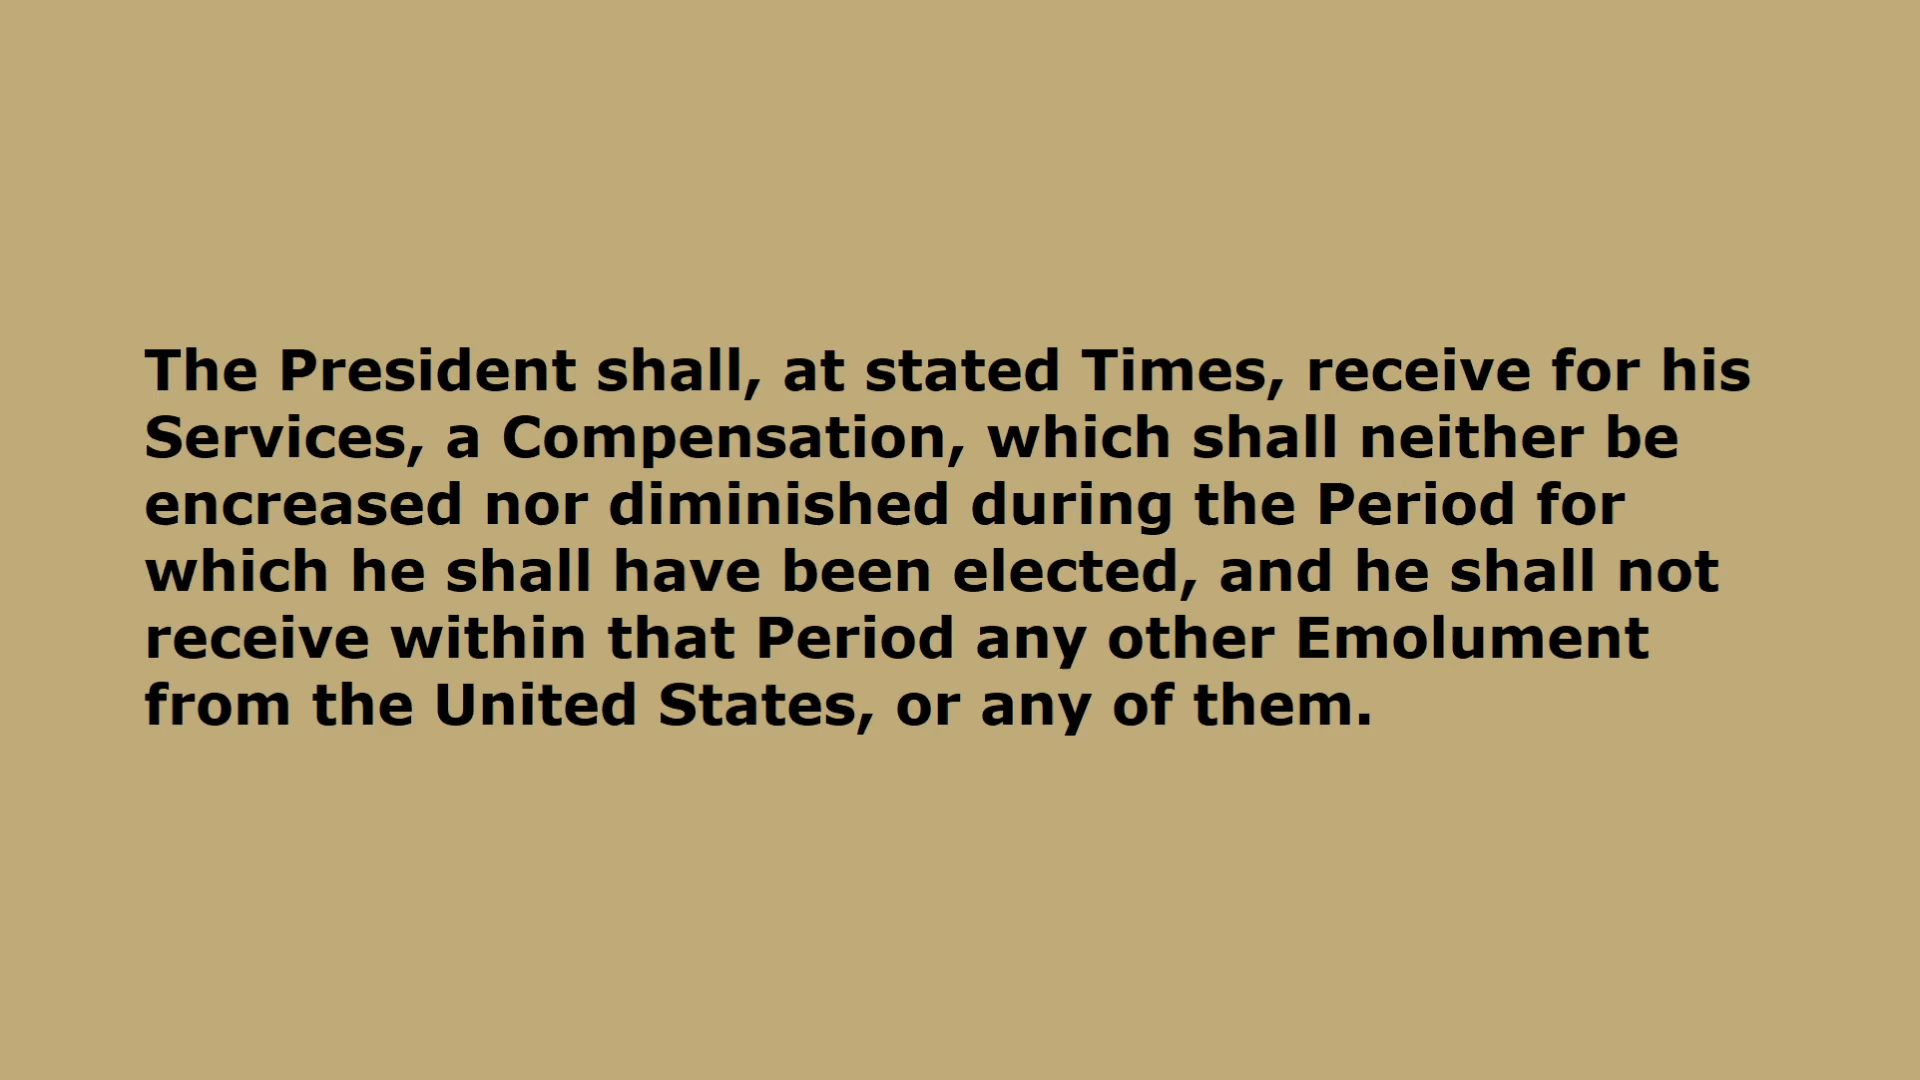 The President shall, at stated Times, receive for his
Services, a Compensation, which shall neither be
encreased nor diminished during the Period for
which he shall have been elected, and he shall not
receive within that Period any other Emolument
from the United States, or any of them.